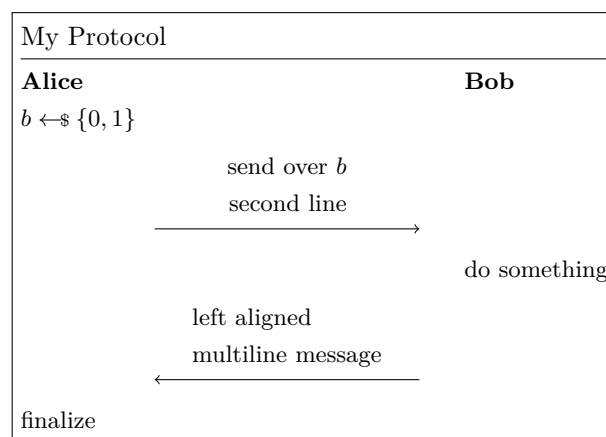 My Protocol
Alice Bob
b ←$ {0, 1}
send over b
second line
do something
left aligned
multiline message
finalize